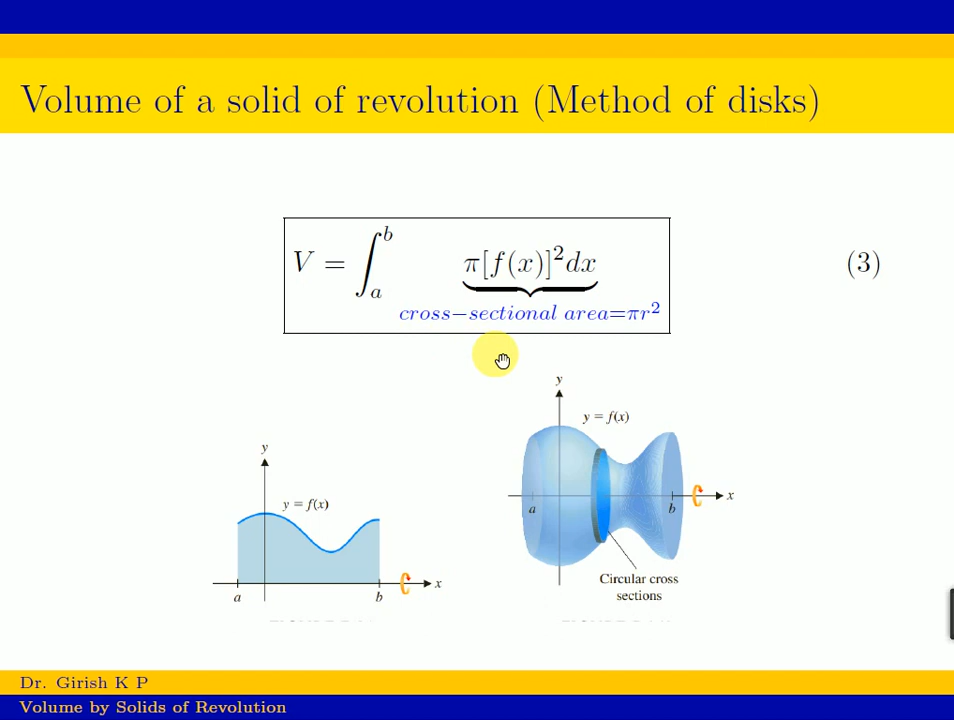 Volume of a solid of revolution (Method of disks)
V = ∫_a^b π[f(x)]²dx (3)
cross−sectional area=πr²
y
y = f(x)
a b x
y
y = f(x)
a b x
Circular cross
sections
Dr. Girish K P
Volume by Solids of Revolution